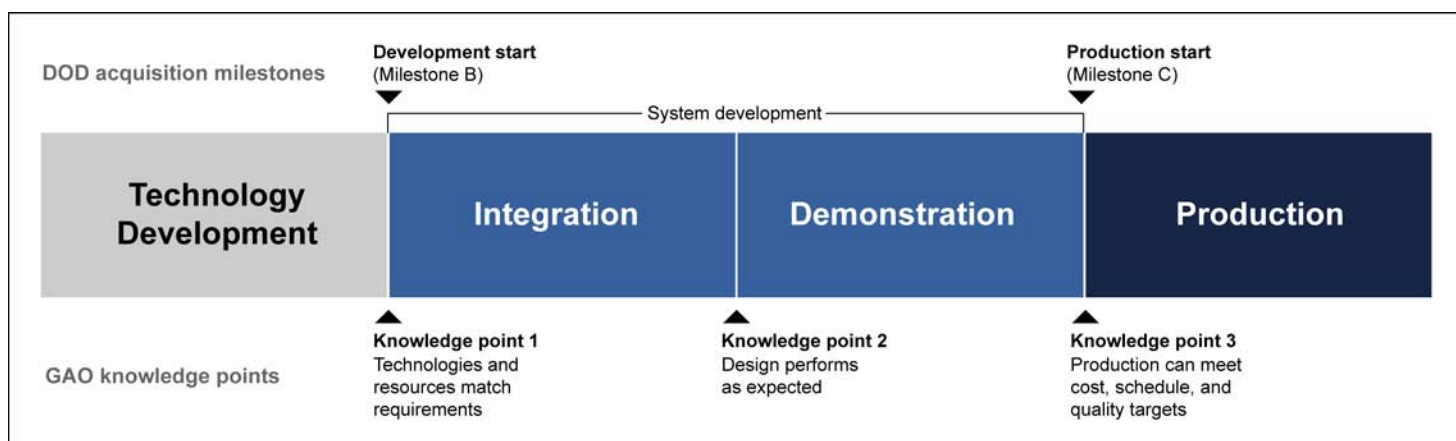 DOD acquisition milestones
Development start
(Milestone B)
Production start
(Milestone C)
System development
Technology
Development
Integration
Demonstration
Production
GAO knowledge points
Knowledge point 1
Technologies and
resources match
requirements
Knowledge point 2
Design performs
as expected
Knowledge point 3
Production can meet
cost, schedule, and
quality targets